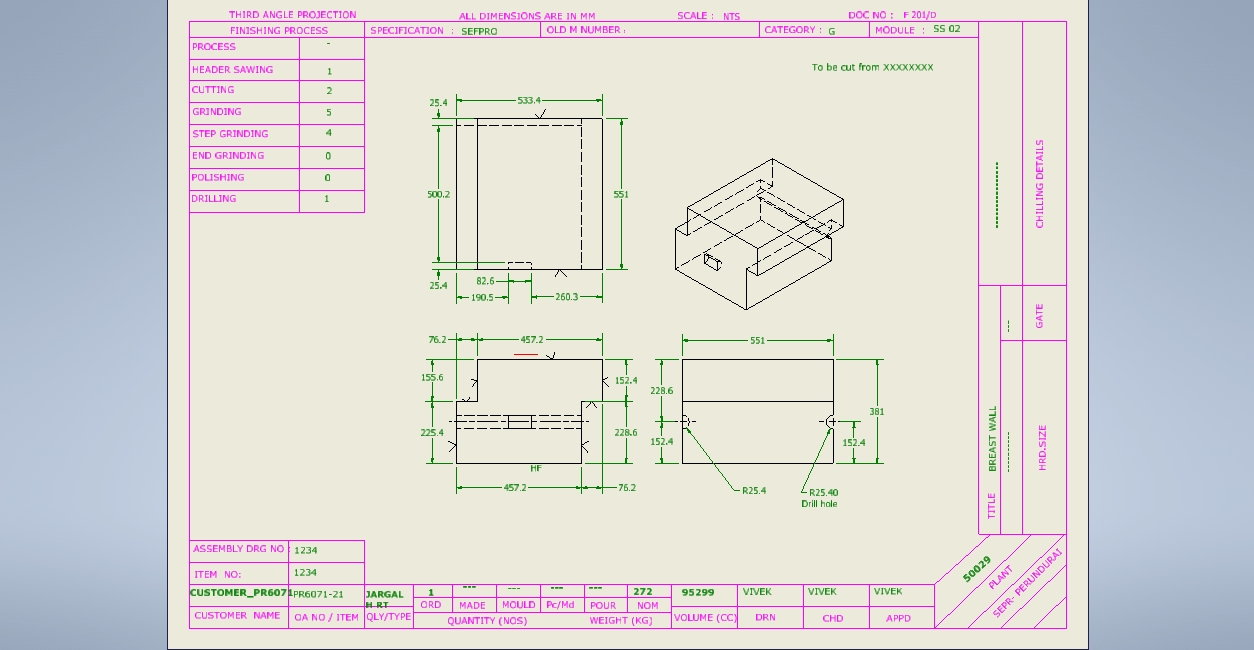 THIRD ANGLE PROJECTION
ALL DIMENSIONS ARE IN MM
SCALE : NTS
DOC NO : F 201/D
FINISHING PROCESS
SPECIFICATION : SEFPRO
OLD M NUMBER :
CATEGORY : G
MODULE : SS 02
PROCESS -
HEADER SAWING 1
CUTTING 2
GRINDING 5
STEP GRINDING 4
END GRINDING 0
POLISHING 0
DRILLING 1
To be cut from XXXXXXXX
25.4
533.4
500.2
551
25.4
82.6
190.5
260.3
76.2
457.2
155.6
152.4
225.4
228.6
HF
457.2
76.2
551
228.6
381
152.4
152.4
R25.4
R25.40
Drill hole
CHILLING DETAILS
---------------
GATE
---
HRD.SIZE
---------
TITLE BREAST WALL
ASSEMBLY DRG NO : 1234
ITEM NO: 1234
CUSTOMER_PR6071
PR6071-21
JARGAL
H RT
1
---
---
---
---
272
95299
VIVEK
VIVEK
VIVEK
ORD
MADE
MOULD
Pc/Md
POUR
NOM
CUSTOMER NAME
OA NO / ITEM
QLY/TYPE
QUANTITY (NOS)
WEIGHT (KG)
VOLUME (CC)
DRN
CHD
APPD
50029
PLANT
SEPR- PERUNDURAI